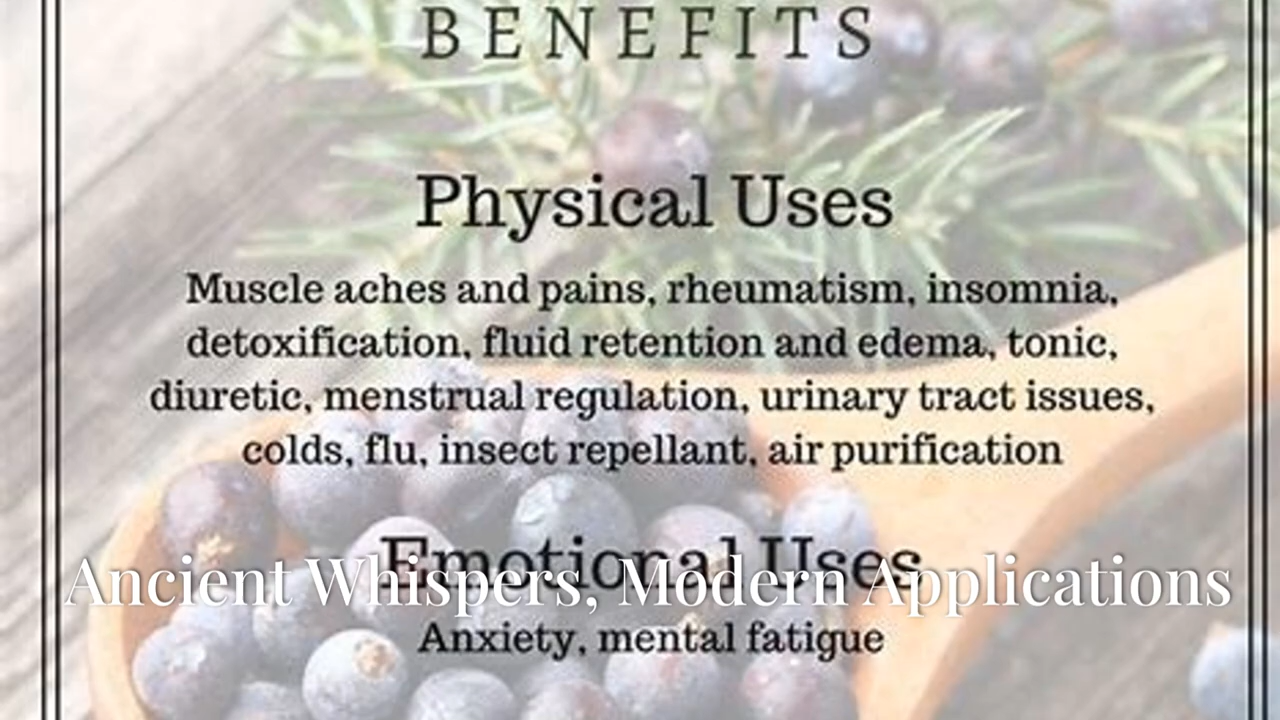 BENEFITS
Physical Uses
Muscle aches and pains, rheumatism, insomnia,
detoxification, fluid retention and edema, tonic,
diuretic, menstrual regulation, urinary tract issues,
colds, flu, insect repellant, air purification
Emotional Uses
Ancient Whispers, Modern Applications
Anxiety, mental fatigue